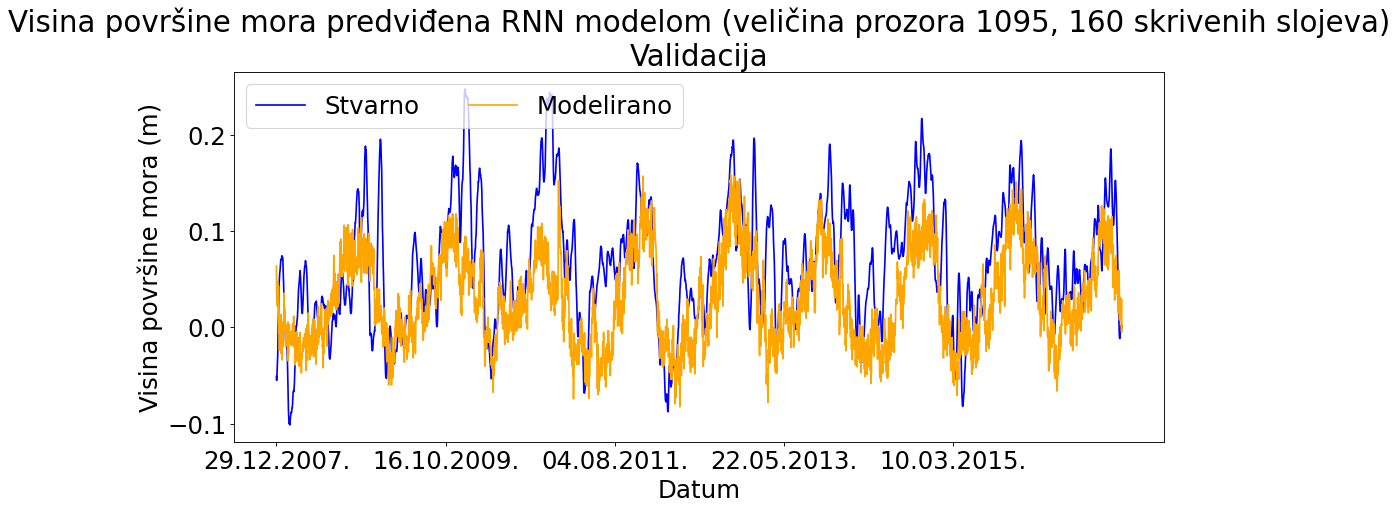 Visina površine mora predviđena RNN modelom (veličina prozora 1095, 160 skrivenih slojeva)
Validacija
Stvarno Modelirano
Visina površine mora (m)
0.2
0.1
0.0
−0.1
29.12.2007. 16.10.2009. 04.08.2011. 22.05.2013. 10.03.2015.
Datum